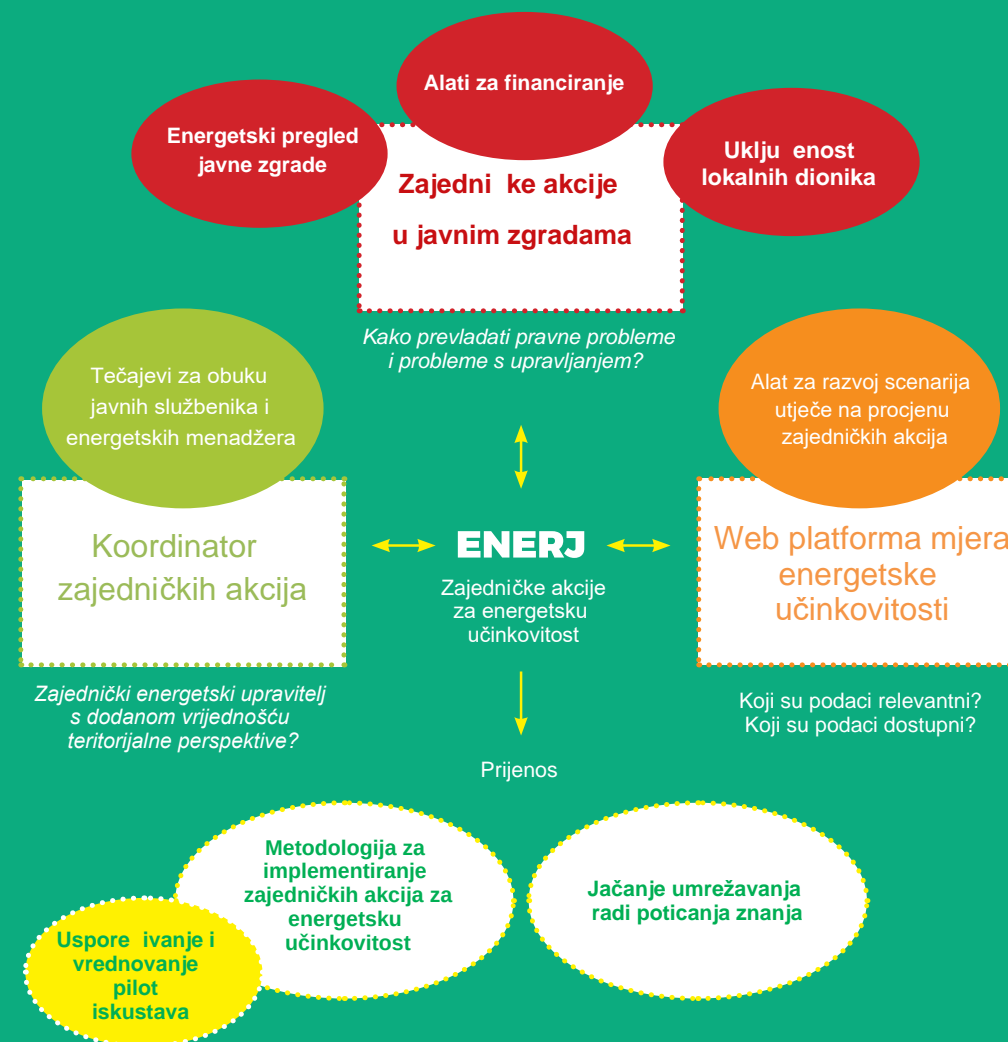 Alati za financiranje
Energetski pregled
javne zgrade
Uklju enost
lokalnih dionika
Zajedni ke akcije
u javnim zgradama
Kako prevladati pravne probleme
i probleme s upravljanjem?
Tečajevi za obuku
javnih službenika i
energetskih menadžera
Alat za razvoj scenarija
utječe na procjenu
zajedničkih akcija
Koordinator
zajedničkih akcija
ENERJ
Zajedničke akcije
za energetsku
učinkovitost
Web platforma mjera
energetske
učinkovitosti
Zajednički energetski upravitelj
s dodanom vrijednošću
teritorijalne perspektive?
Koji su podaci relevantni?
Koji su podaci dostupni?
Prijenos
Metodologija za
implementiranje
zajedničkih akcija za
energetsku
učinkovitost
Jačanje umrežavanja
radi poticanja znanja
Uspore ivanje i
vrednovanje
pilot
iskustava